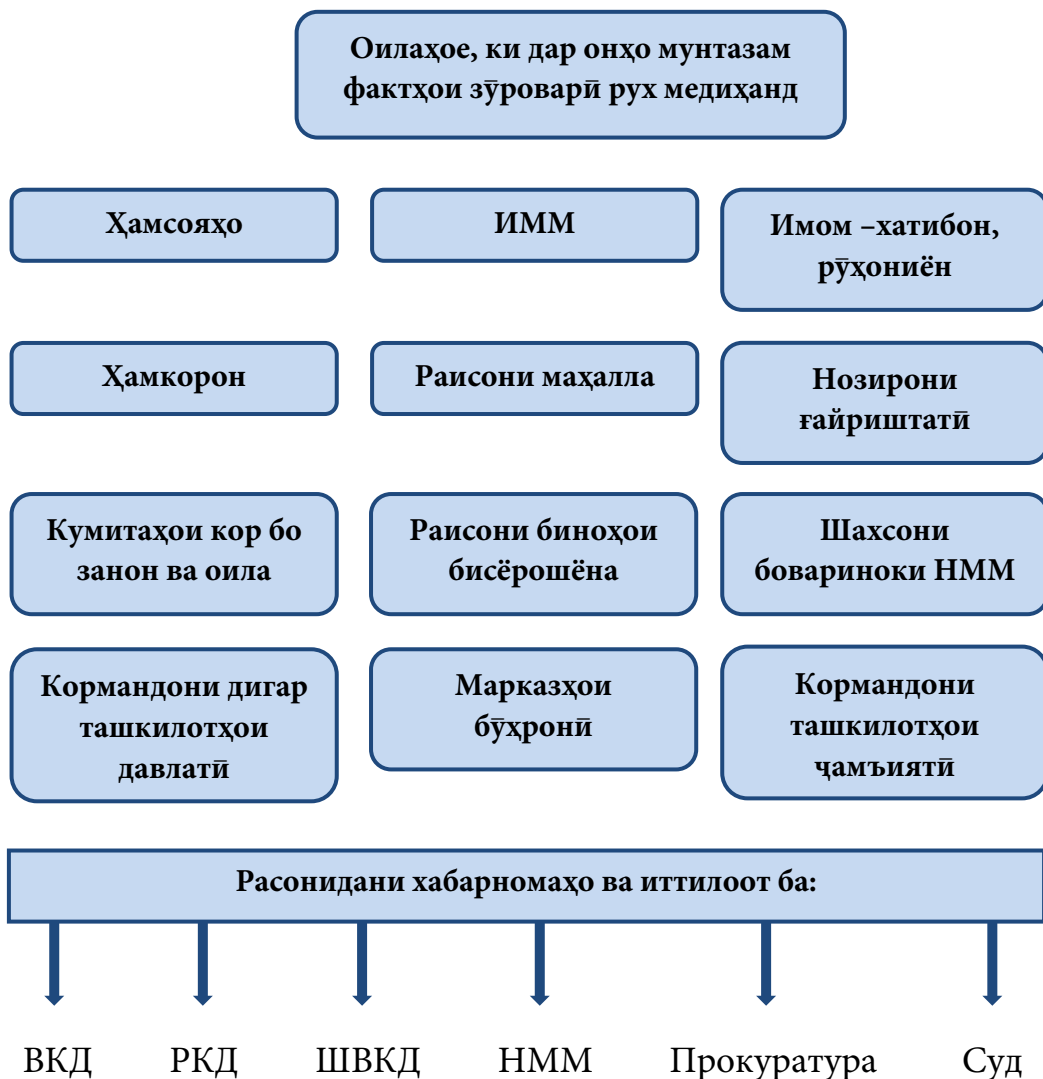 Оилаҳое, ки дар онҳо мунтазам
фактҳои зӯроварӣ рух медиҳанд
Ҳамсояҳо
ИММ
Имом –хатибон,
рӯҳониён
Ҳамкорон
Раисони маҳалла
Нозирони
ғайриштатӣ
Кумитаҳои кор бо
занон ва оила
Раисони биноҳои
бисёрошёна
Шахсони
бовариноки НММ
Кормандони дигар
ташкилотҳои
давлатӣ
Марказҳои
бӯҳронӣ
Кормандони
ташкилотҳои
ҷамъиятӣ
Расонидани хабарномаҳо ва иттилоот ба:
ВКД
РКД
ШВКД
НММ
Прокуратура
Суд